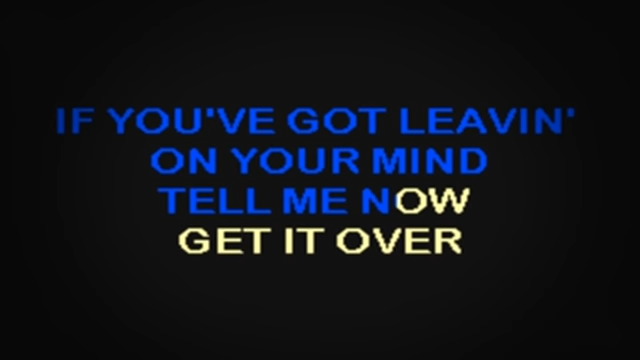 IF YOU'VE GOT LEAVIN'
ON YOUR MIND
TELL ME NOW
GET IT OVER